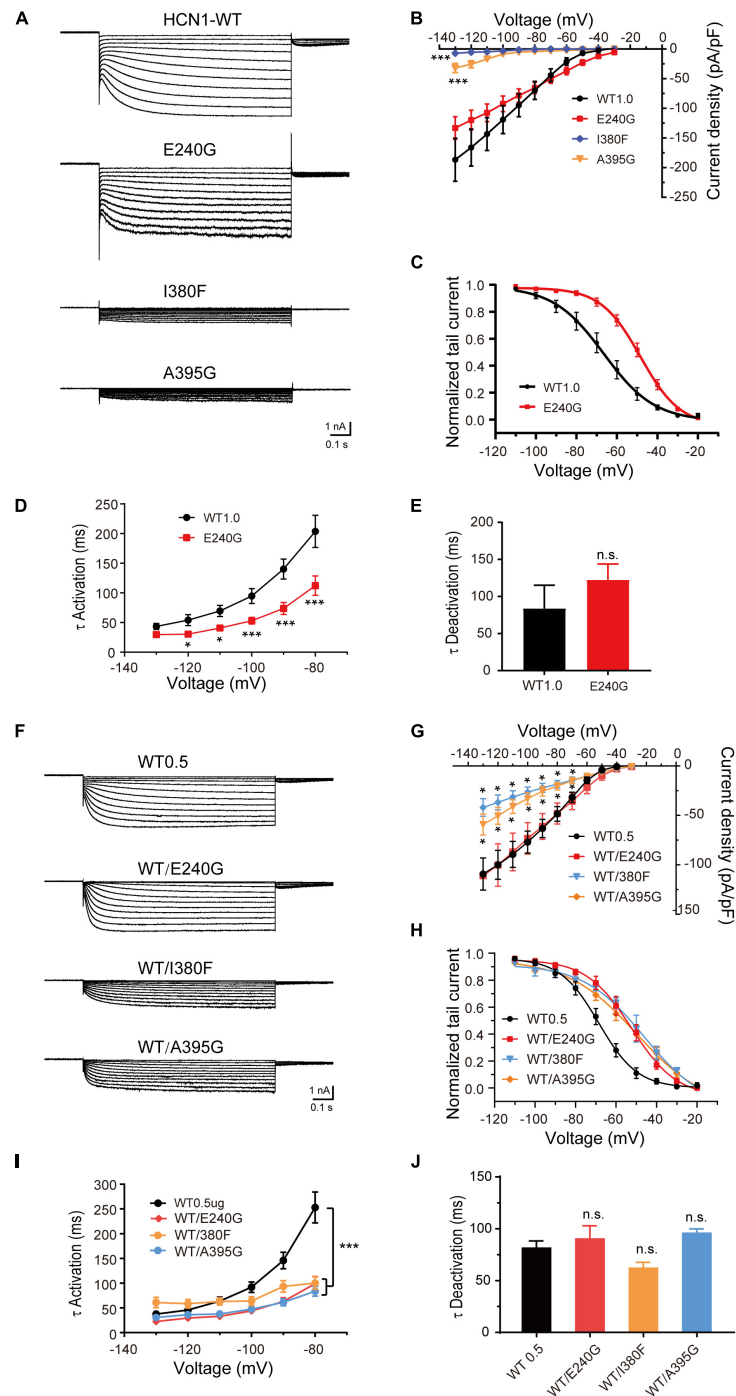 A
HCN1-WT
E240G
I380F
A395G
1 nA
0.1 s
B
Voltage (mV)
-140 -120 -100 -80 -60 -40 -20 0
0
-50
-100
-150
-200
-250
Current density (pA/pF)
***
***
WT1.0
E240G
I380F
A395G
C
Normalized tail current
1.0
0.8
0.6
0.4
0.2
0.0
WT1.0
E240G
-120 -100 -80 -60 -40 -20
Voltage (mV)
D
τ Activation (ms)
250
200
150
100
50
0
WT1.0
E240G
* * *** *** ***
-140 -120 -100 -80
Voltage (mV)
E
τ Deactivation (ms)
200
150
100
50
0
n.s.
WT1.0 E240G
F
WT0.5
WT/E240G
WT/I380F
WT/A395G
1 nA
0.1 s
G
Voltage (mV)
-140 -120 -100 -80 -60 -40 -20 0
0
-50
-100
-150
Current density (pA/pF)
* * * * * * *
* * * * * * *
WT0.5
WT/E240G
WT/380F
WT/A395G
H
Normalized tail current
1.0
0.8
0.6
0.4
0.2
0.0
WT0.5
WT/E240G
WT/380F
WT/A395G
-120 -100 -80 -60 -40 -20
Voltage (mV)
I
τ Activation (ms)
300
250
200
150
100
50
0
WT0.5ug
WT/E240G
WT/380F
WT/A395G
***
-140 -120 -100 -80
Voltage (mV)
J
τ Deactivation (ms)
150
100
50
0
n.s.
n.s.
n.s.
WT 0.5
WT/E240G
WT/I380F
WT/A395G